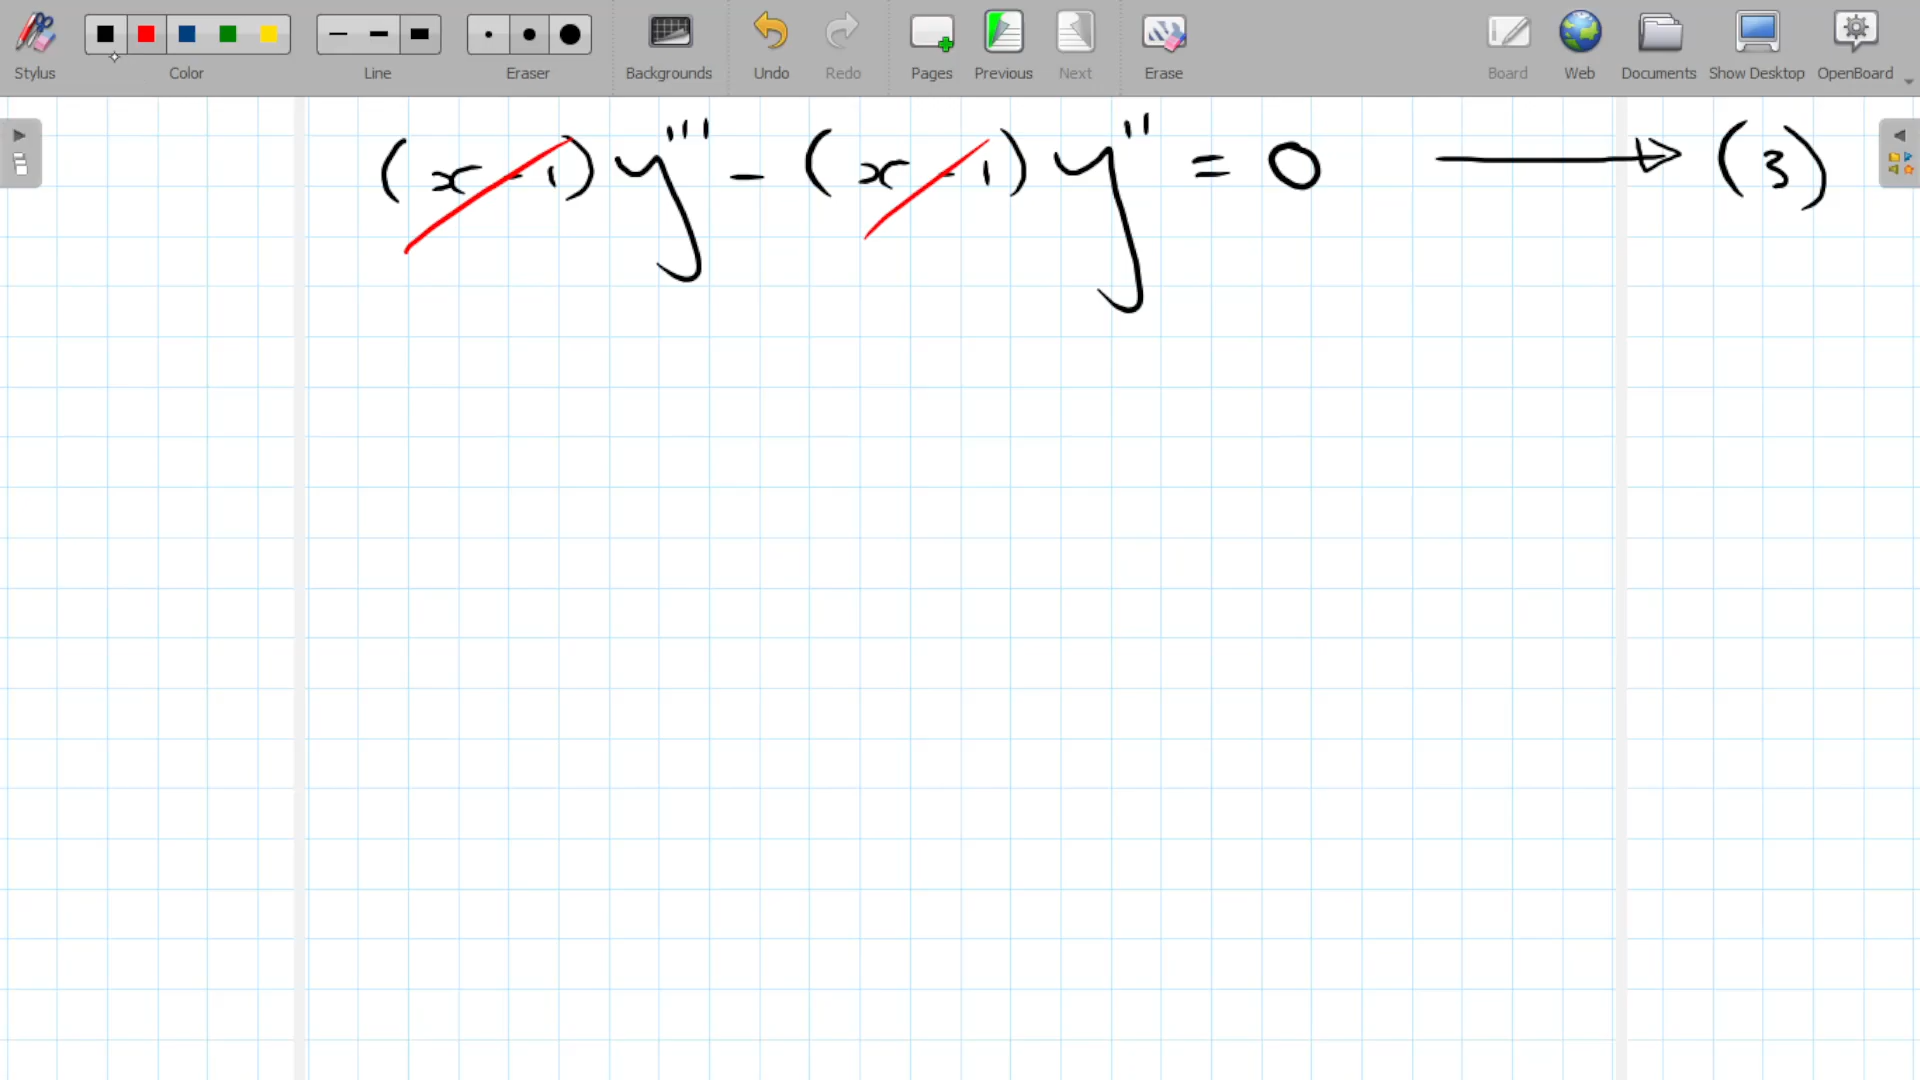 Stylus Color Line Eraser Backgrounds Undo Redo Pages Previous Next Erase Board Web Documents Show Desktop OpenBoard
(x-1)y''' - (x-1)y'' = 0 → (3)